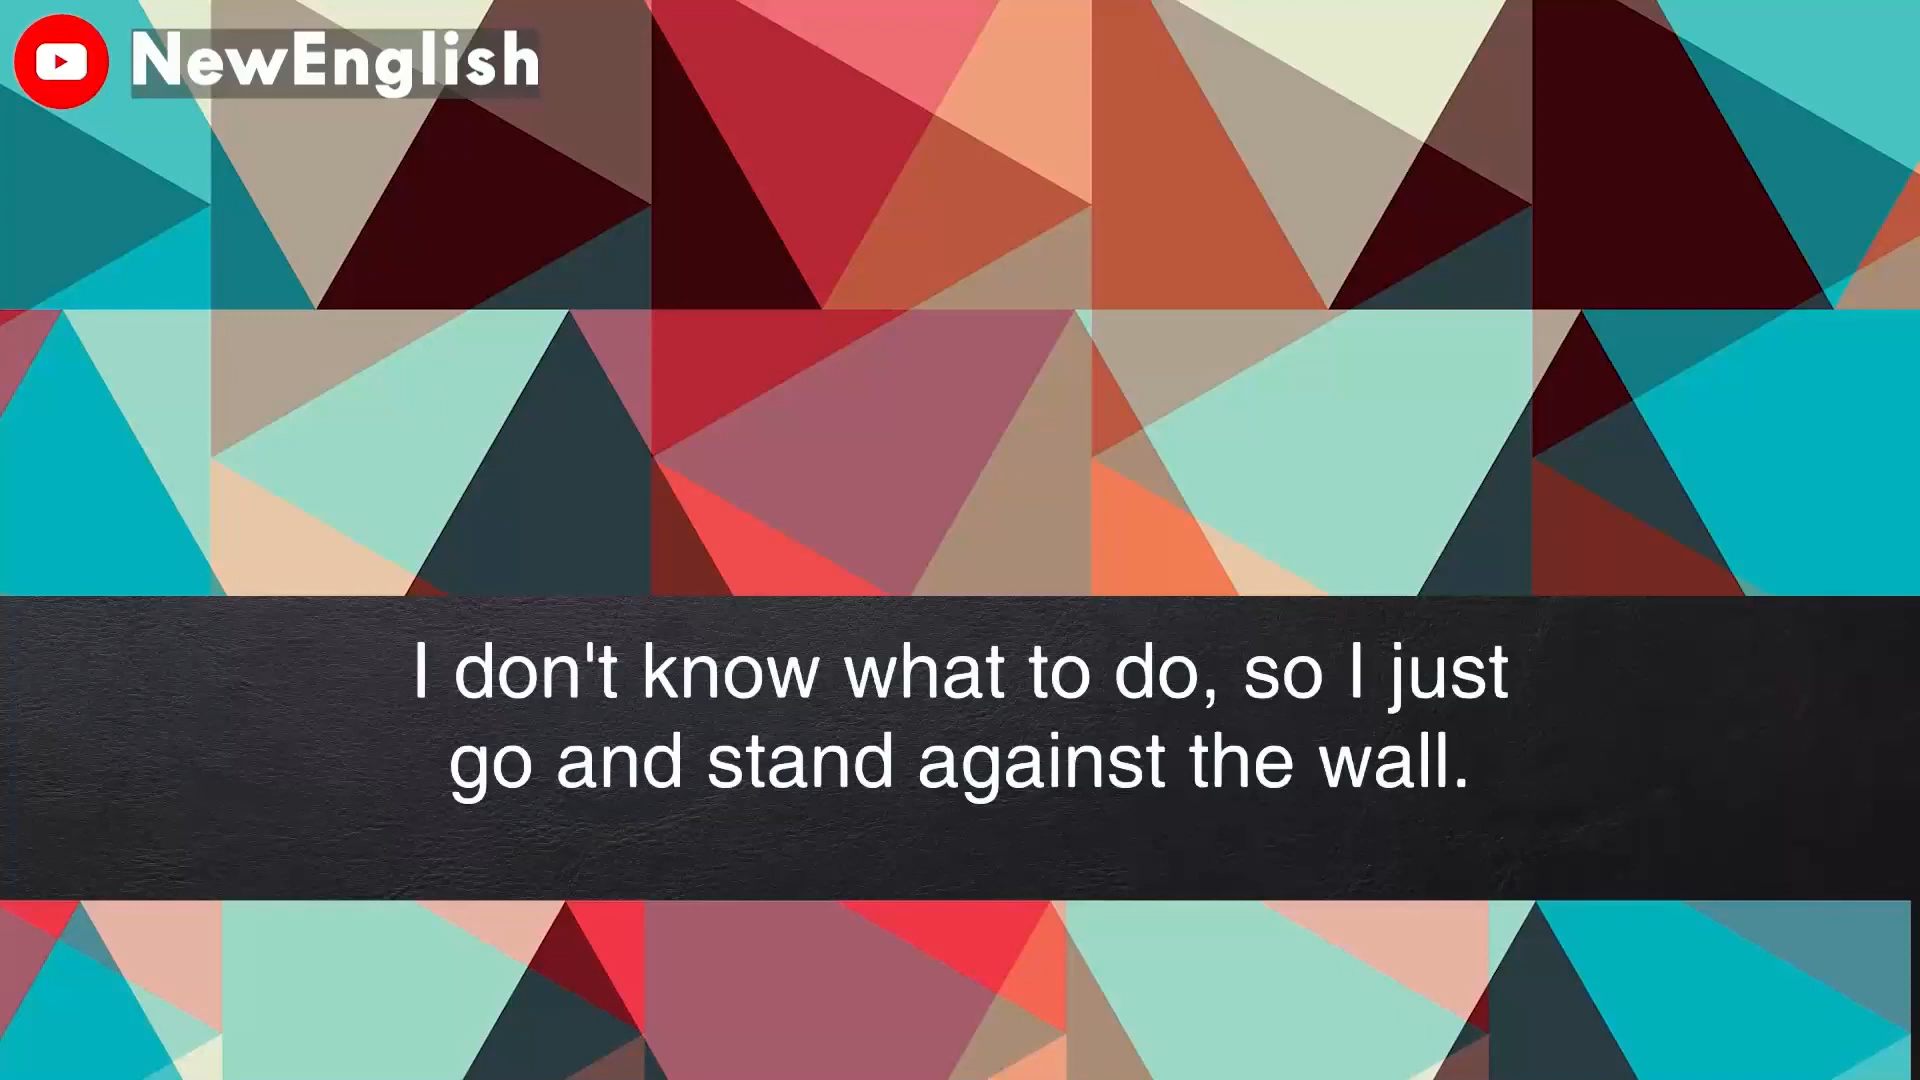 NewEnglish
I don't know what to do, so I just
go and stand against the wall.